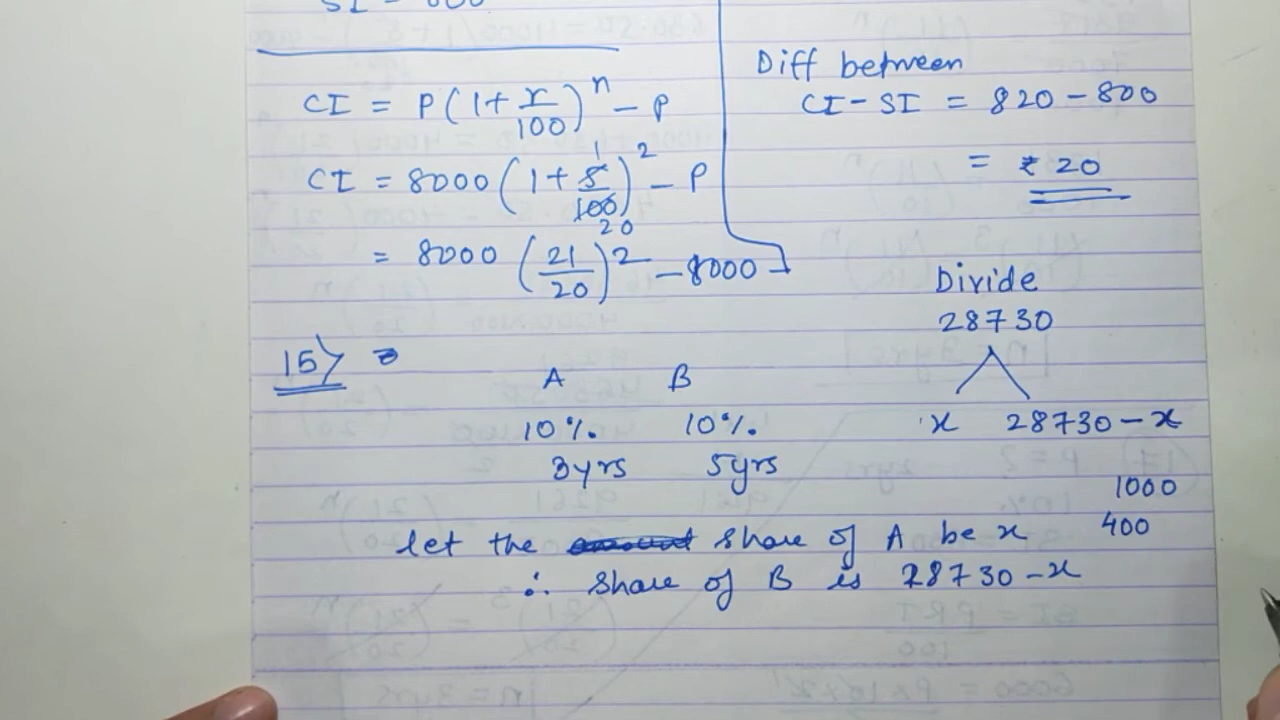 CI = P(1+r/100)^n - P
CI = 8000(1+5/100)^2 - P
1
20
= 8000 (21/20)^2 - 8000
Diff between
CI-SI = 820-800
= ₹ 20
15> =
A B
10% 10%
3yrs 5yrs
Divide
28730
x 28730-x
1000
400
let the share of A be x
∴ share of B is 28730-x